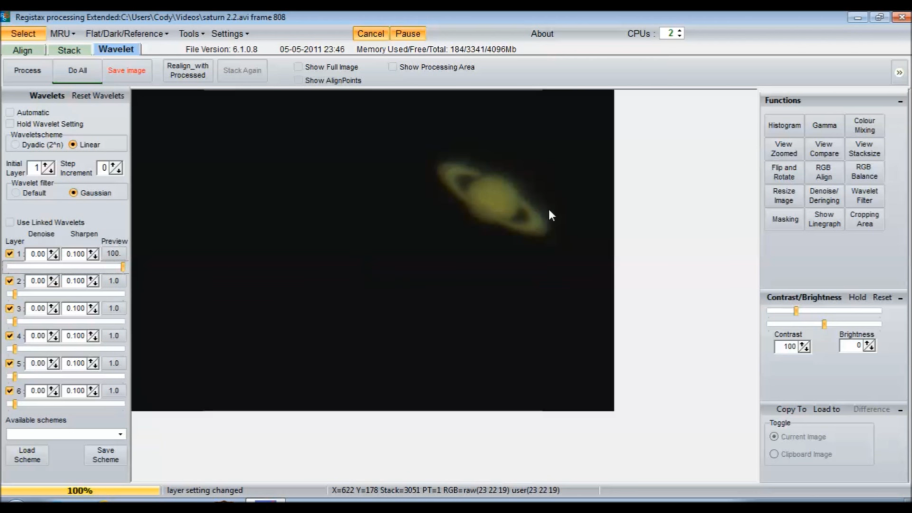 Registax processing Extended:C:\Users\Cody\Videos\saturn 2.2.avi frame 808
Select MRU Flat/Dark/Reference Tools Settings Cancel Pause About CPUs : 2
Align Stack Wavelet File Version: 6.1.0.8 05-05-2011 23:46 Memory Used/Free/Total: 184/3341/4096Mb
Process Do All Save image Realign_with Processed Stack Again Show Full Image Show Processing Area
Show AlignPoints
Wavelets Reset Wavelets
Automatic
Hold Wavelet Setting
Waveletscheme
Dyadic (2^n) Linear
Initial Layer 1 Step Increment 0
Wavelet filter
Default Gaussian
Use Linked Wavelets
Denoise Sharpen
Layer Preview
1 : 0.00 0.100 100.
2 : 0.00 0.100 1.0
3 : 0.00 0.100 1.0
4 : 0.00 0.100 1.0
5 : 0.00 0.100 1.0
6 : 0.00 0.100 1.0
Available schemes
Load Scheme Save Scheme
Functions
Histogram Gamma Colour Mixing
View Zoomed View Compare View Stacksize
Flip and Rotate RGB Align RGB Balance
Resize Image Denoise/ Deringing Wavelet Filter
Masking Show Linegraph Cropping Area
Contrast/Brightness Hold Reset
Contrast Brightness
100 0
Copy To Load to Difference
Toggle
Current Image
Clipboard Image
100% layer setting changed X=622 Y=178 Stack=3051 PT=1 RGB=raw(23 22 19) user(23 22 19)